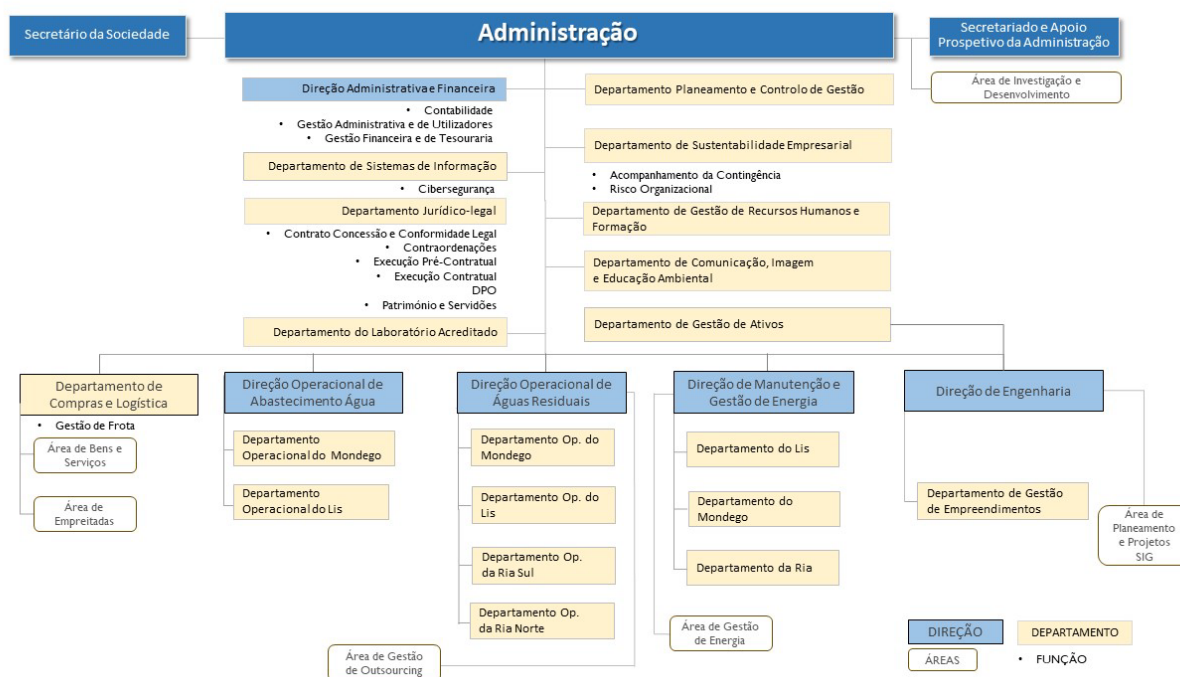 Secretário da Sociedade
Administração
Secretariado e Apoio
Prospetivo da Administração
Área de Investigação e
Desenvolvimento
Direção Administrativa e Financeira
• Contabilidade
• Gestão Administrativa e de Utilizadores
• Gestão Financeira e de Tesouraria
Departamento de Sistemas de Informação
• Cibersegurança
Departamento Jurídico-legal
• Contrato Concessão e Conformidade Legal
• Contraordenações
• Execução Pré-Contratual
• Execução Contratual
DPO
• Património e Servidões
Departamento do Laboratório Acreditado
Departamento Planeamento e Controlo de Gestão
Departamento de Sustentabilidade Empresarial
• Acompanhamento da Contingência
• Risco Organizacional
Departamento de Gestão de Recursos Humanos e
Formação
Departamento de Comunicação, Imagem
e Educação Ambiental
Departamento de Gestão de Ativos
Departamento de
Compras e Logística
• Gestão de Frota
Área de Bens e
Serviços
Área de
Empreitadas
Direção Operacional de
Abastecimento Água
Departamento
Operacional do Mondego
Departamento
Operacional do Lis
Direção Operacional de
Águas Residuais
Departamento Op. do
Mondego
Departamento Op. do
Lis
Departamento Op.
da Ria Sul
Departamento Op.
da Ria Norte
Área de Gestão
de Outsourcing
Direção de Manutenção e
Gestão de Energia
Departamento do Lis
Departamento do
Mondego
Departamento da Ria
Área de Gestão
de Energia
Direção de Engenharia
Departamento de Gestão
de Empreendimentos
Área de
Planeamento
e Projetos
SIG
DIREÇÃO
DEPARTAMENTO
ÁREAS
• FUNÇÃO